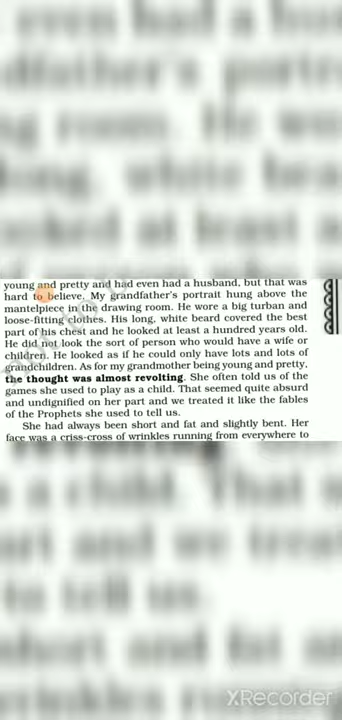 young and pretty and had even had a husband, but that was
hard to believe. My grandfather's portrait hung above the
mantelpiece in the drawing room. He wore a big turban and
loose-fitting clothes. His long, white beard covered the best
part of his chest and he looked at least a hundred years old.
He did not look the sort of person who would have a wife or
children. He looked as if he could only have lots and lots of
grandchildren. As for my grandmother being young and pretty,
the thought was almost revolting. She often told us of the
games she used to play as a child. That seemed quite absurd
and undignified on her part and we treated it like the fables
of the Prophets she used to tell us.
She had always been short and fat and slightly bent. Her
face was a criss-cross of wrinkles running from everywhere to
XRecorder